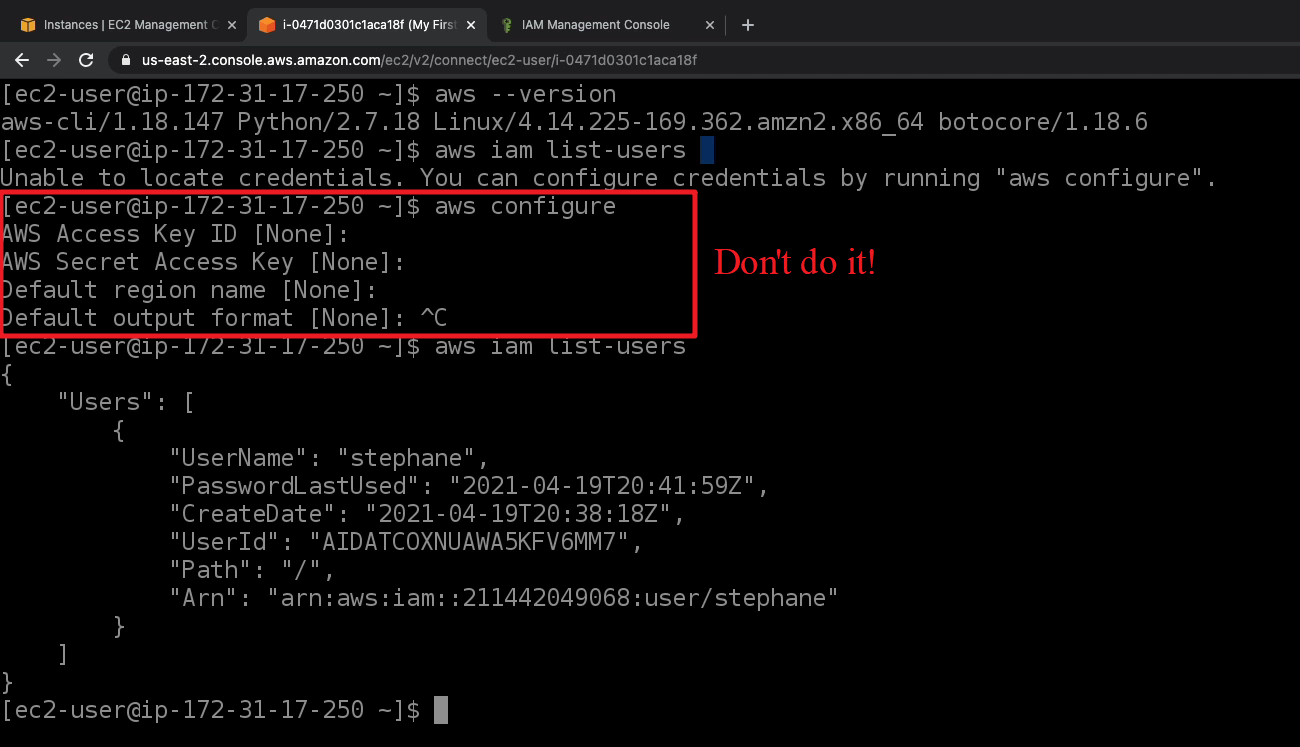 Instances | EC2 Management C
i-0471d0301c1aca18f (My First
IAM Management Console
us-east-2.console.aws.amazon.com/ec2/v2/connect/ec2-user/i-0471d0301c1aca18f
[ec2-user@ip-172-31-17-250 ~]$ aws --version
aws-cli/1.18.147 Python/2.7.18 Linux/4.14.225-169.362.amzn2.x86_64 botocore/1.18.6
[ec2-user@ip-172-31-17-250 ~]$ aws iam list-users
Unable to locate credentials. You can configure credentials by running "aws configure".
[ec2-user@ip-172-31-17-250 ~]$ aws configure
AWS Access Key ID [None]:
AWS Secret Access Key [None]:
Don't do it!
Default region name [None]:
Default output format [None]: ^C
[ec2-user@ip-172-31-17-250 ~]$ aws iam list-users
{
    "Users": [
        {
            "UserName": "stephane",
            "PasswordLastUsed": "2021-04-19T20:41:59Z",
            "CreateDate": "2021-04-19T20:38:18Z",
            "UserId": "AIDATCOXNUAWA5KFV6MM7",
            "Path": "/",
            "Arn": "arn:aws:iam::211442049068:user/stephane"
        }
    ]
}
[ec2-user@ip-172-31-17-250 ~]$